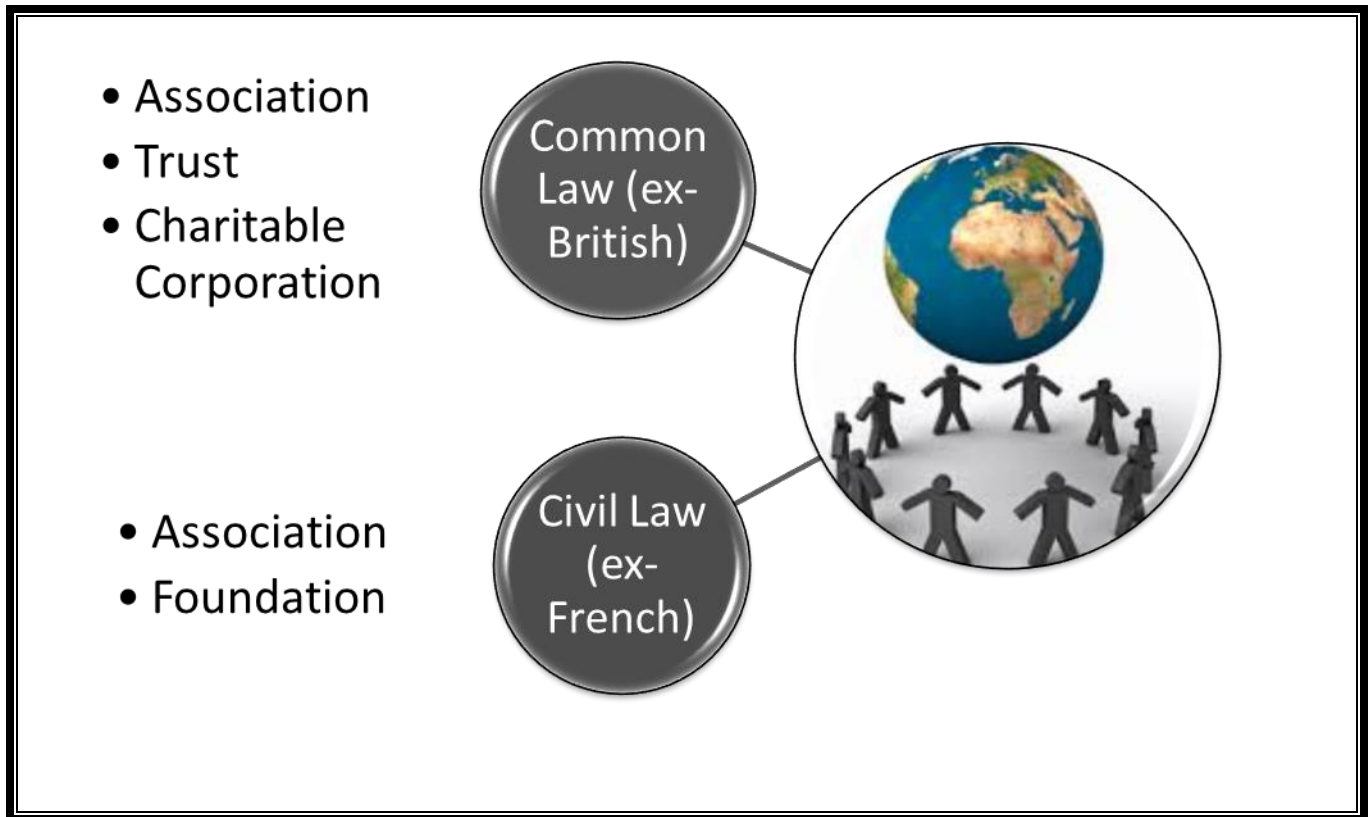 • Association
• Trust
• Charitable
Corporation
Common
Law (ex-
British)
• Association
• Foundation
Civil Law
(ex-
French)